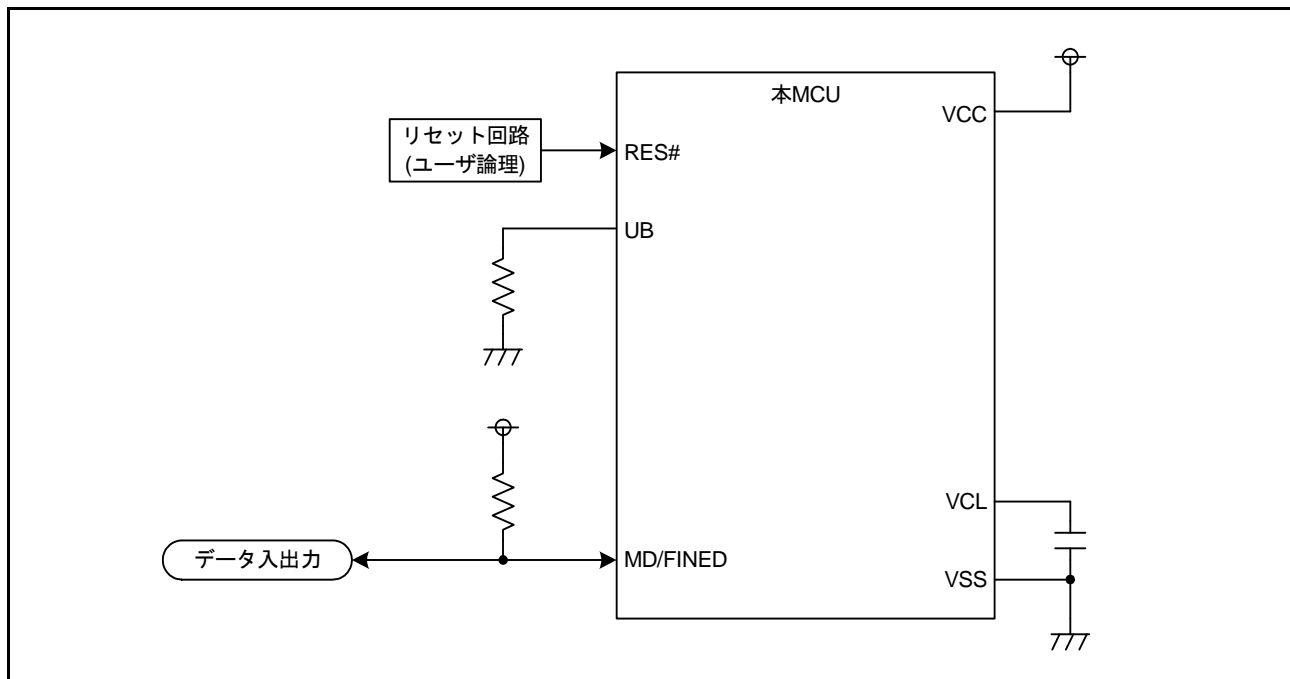 本MCU
VCC
リセット回路
(ユーザ論理)
RES#
UB
VCL
データ入出力
MD/FINED
VSS